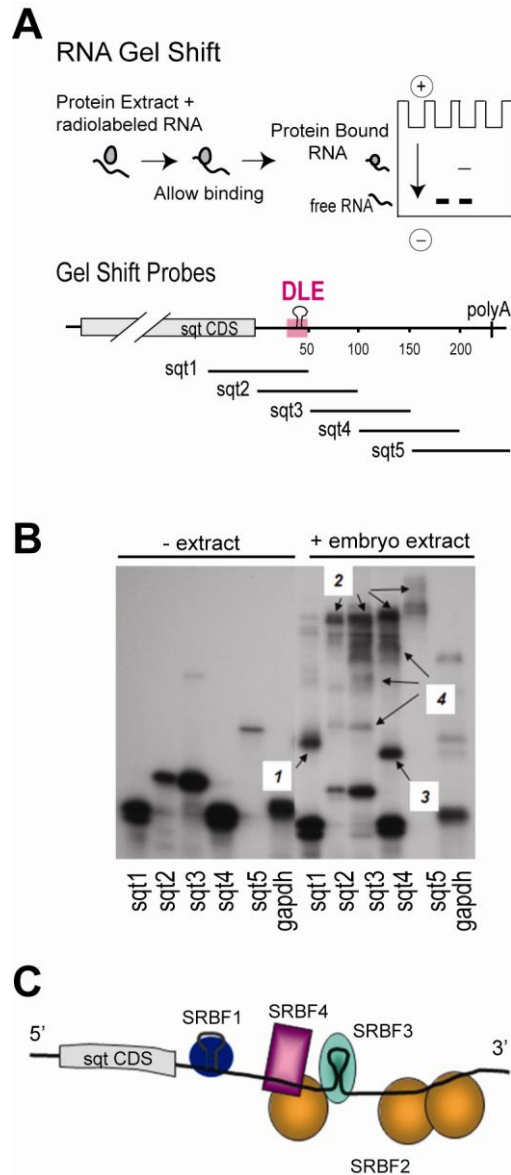 A
RNA Gel Shift
Protein Extract +
radiolabeled RNA
Allow binding
Protein Bound
RNA
free RNA
+
−
Gel Shift Probes
DLE
polyA
sqt CDS
50 100 150 200
sqt1
sqt2
sqt3
sqt4
sqt5
B
- extract
+ embryo extract
2
4
1
3
sqt1 sqt2 sqt3 sqt4 sqt5 gapdh sqt1 sqt2 sqt3 sqt4 sqt5 gapdh
C
5’
sqt CDS
SRBF1
SRBF4
SRBF3
3’
SRBF2